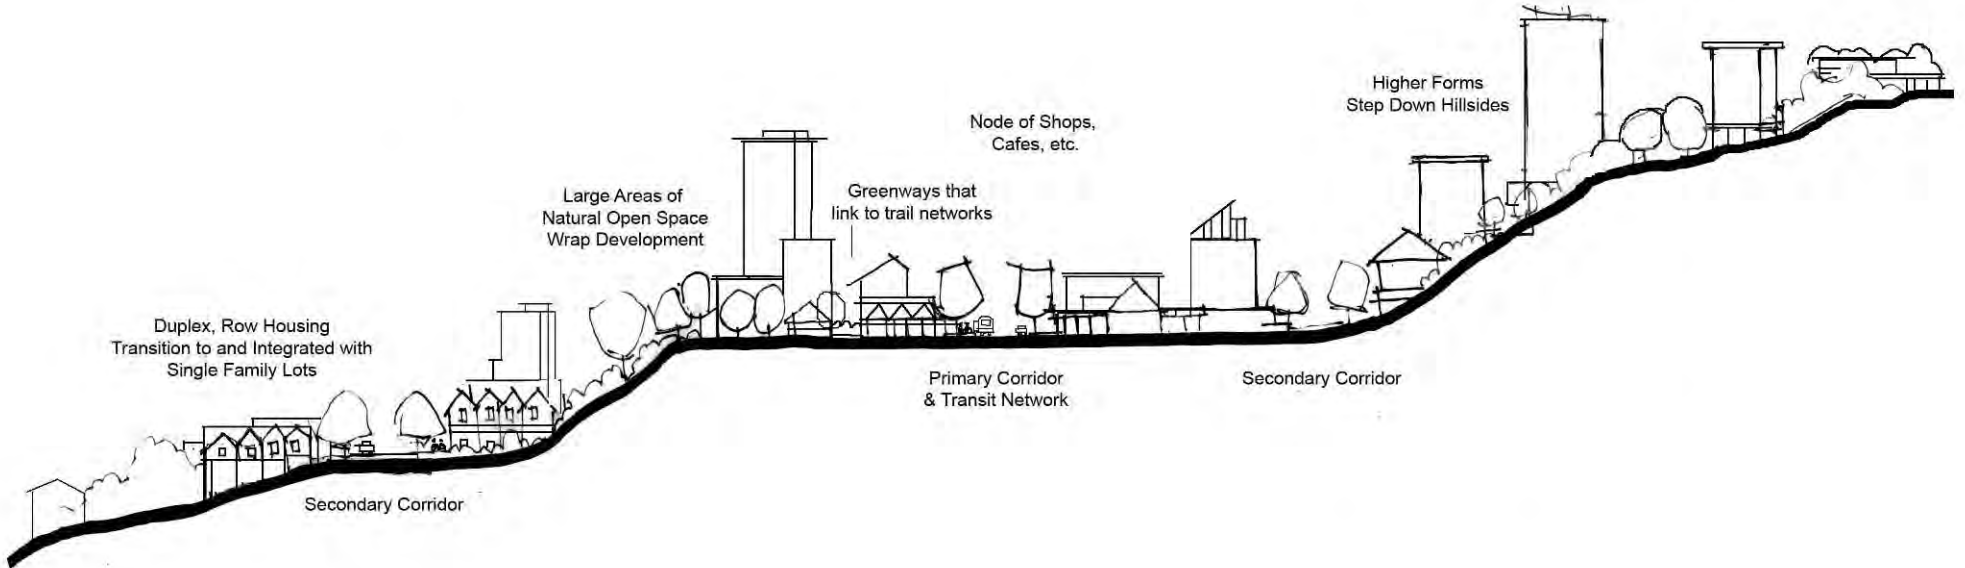 Duplex, Row Housing
Transition to and Integrated with
Single Family Lots
Secondary Corridor
Large Areas of
Natural Open Space
Wrap Development
Greenways that
link to trail networks
Node of Shops,
Cafes, etc.
Primary Corridor
& Transit Network
Secondary Corridor
Higher Forms
Step Down Hillsides